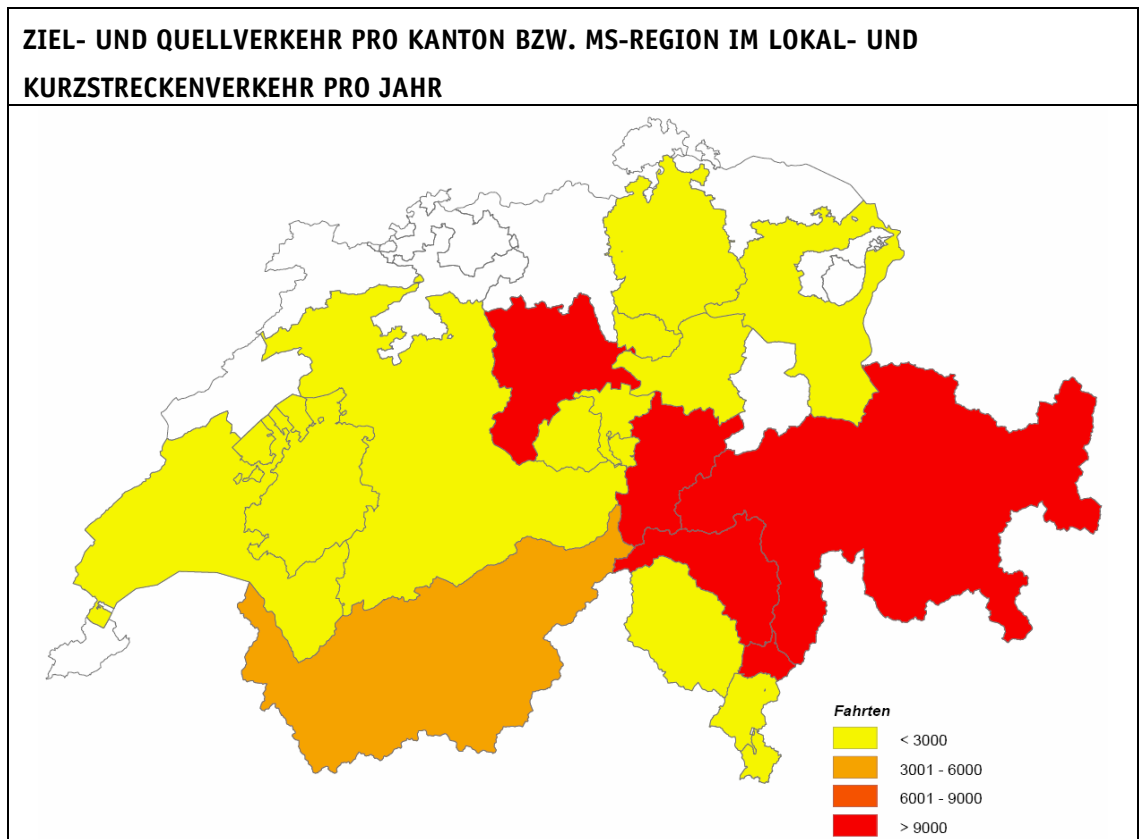 ZIEL- UND QUELLVERKEHR PRO KANTON BZW. MS-REGION IM LOKAL- UND
KURZSTRECKENVERKEHR PRO JAHR
Fahrten
< 3000
3001 - 6000
6001 - 9000
> 9000